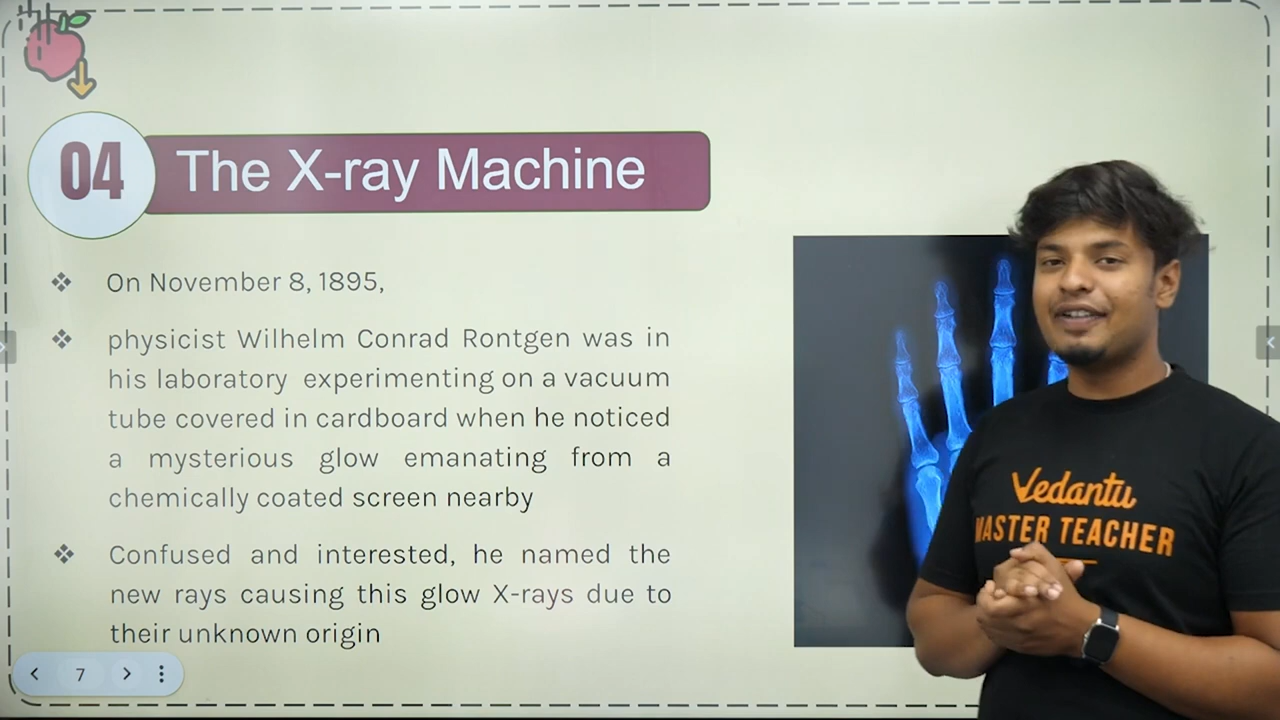 04
The X-ray Machine
On November 8, 1895,
physicist Wilhelm Conrad Rontgen was in
his laboratory experimenting on a vacuum
tube covered in cardboard when he noticed
a mysterious glow emanating from a
chemically coated screen nearby
Confused and interested, he named the
new rays causing this glow X-rays due to
their unknown origin
7
Vedantu
MASTER TEACHER